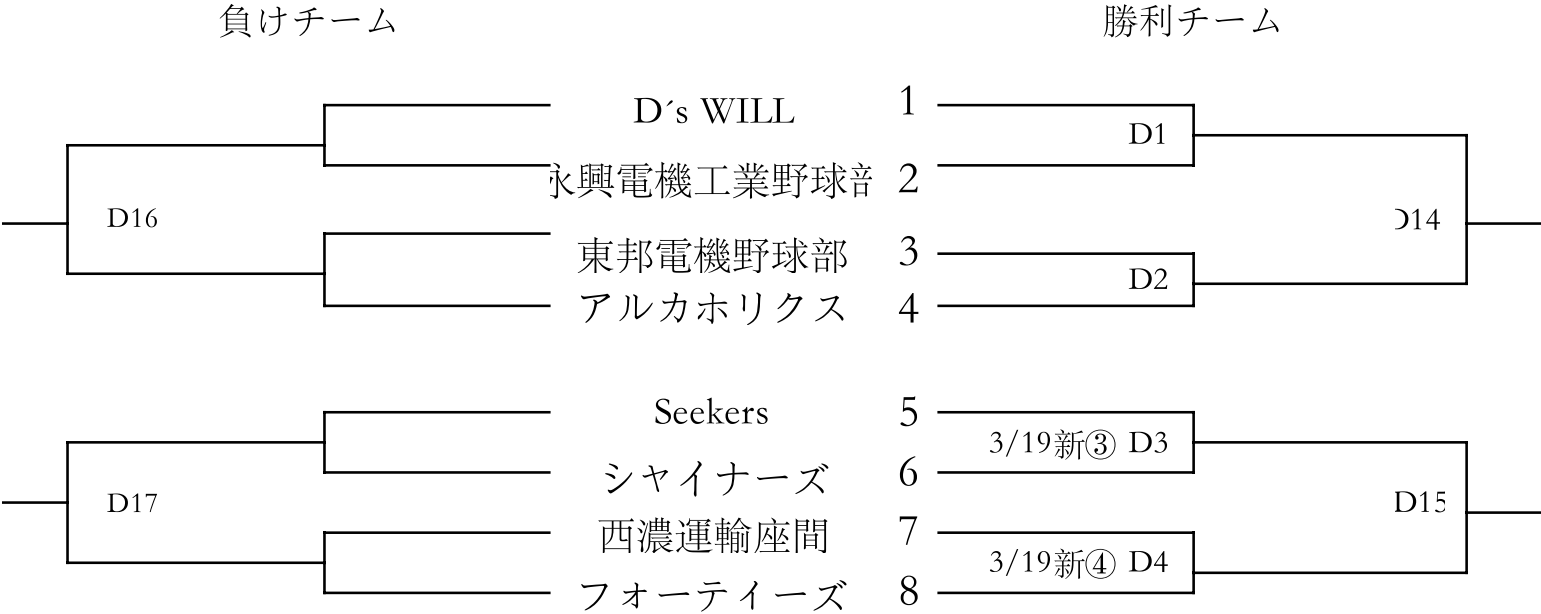 負けチーム 勝利チーム
D´s WILL 1
D1
永興電機工業野球部 2
D16 D14
東邦電機野球部 3
D2
アルカホリクス 4
Seekers 5
3/19新③ D3
シャイナーズ 6
D17 D15
西濃運輸座間 7
3/19新④ D4
フォーティーズ 8